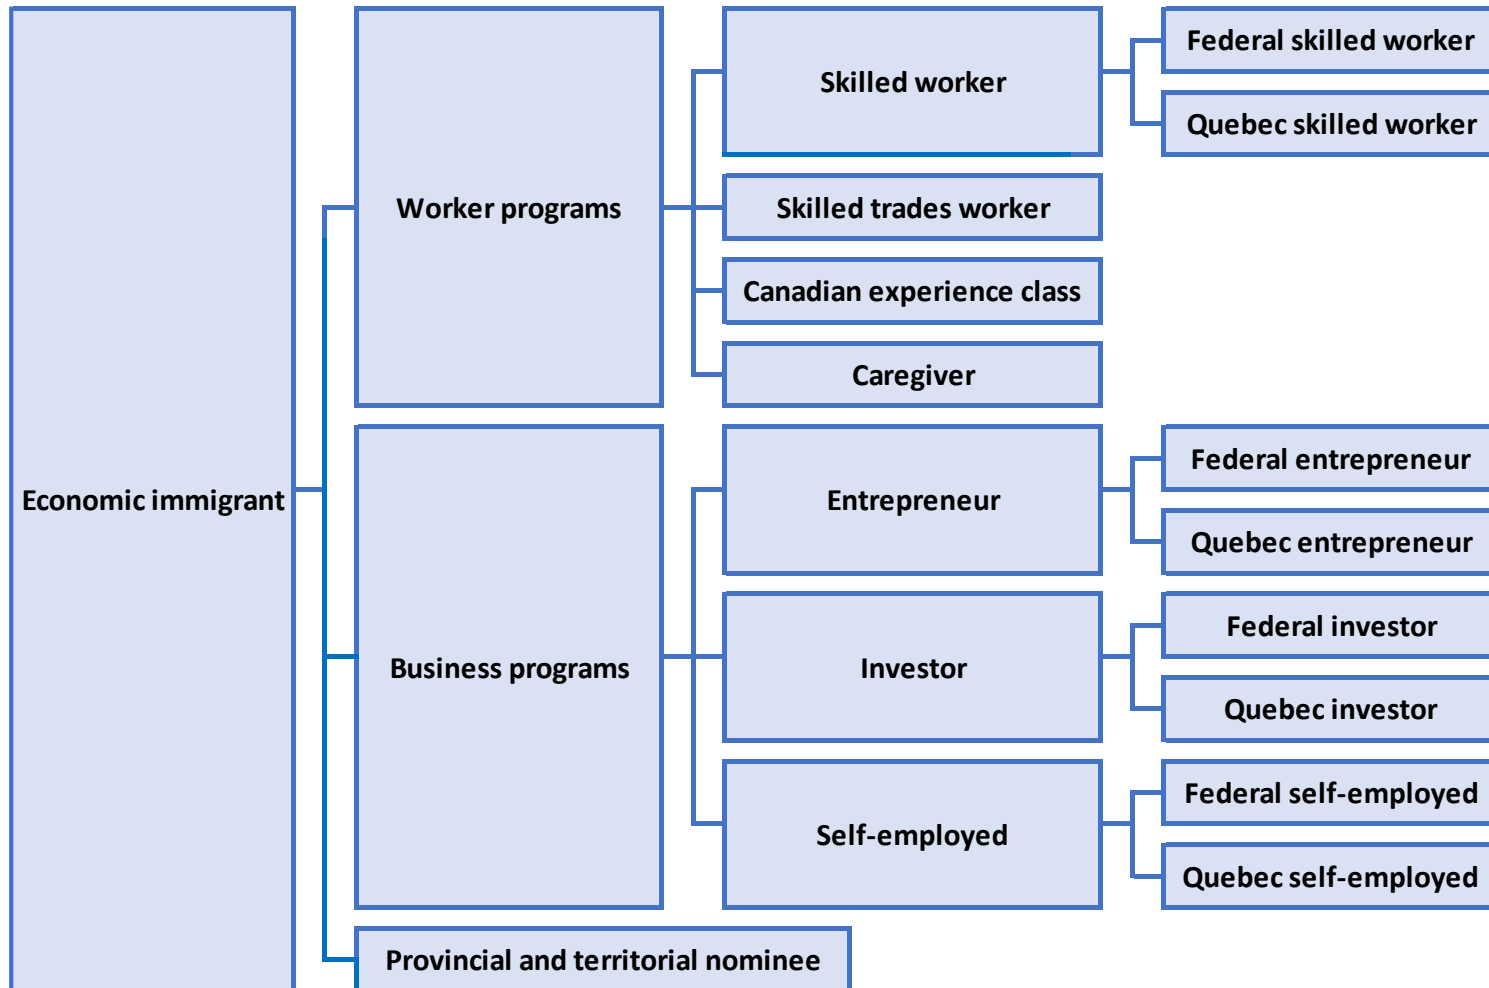 Economic immigrant
Worker programs
Skilled worker
Federal skilled worker
Quebec skilled worker
Skilled trades worker
Canadian experience class
Caregiver
Business programs
Entrepreneur
Federal entrepreneur
Quebec entrepreneur
Investor
Federal investor
Quebec investor
Self-employed
Federal self-employed
Quebec self-employed
Provincial and territorial nominee